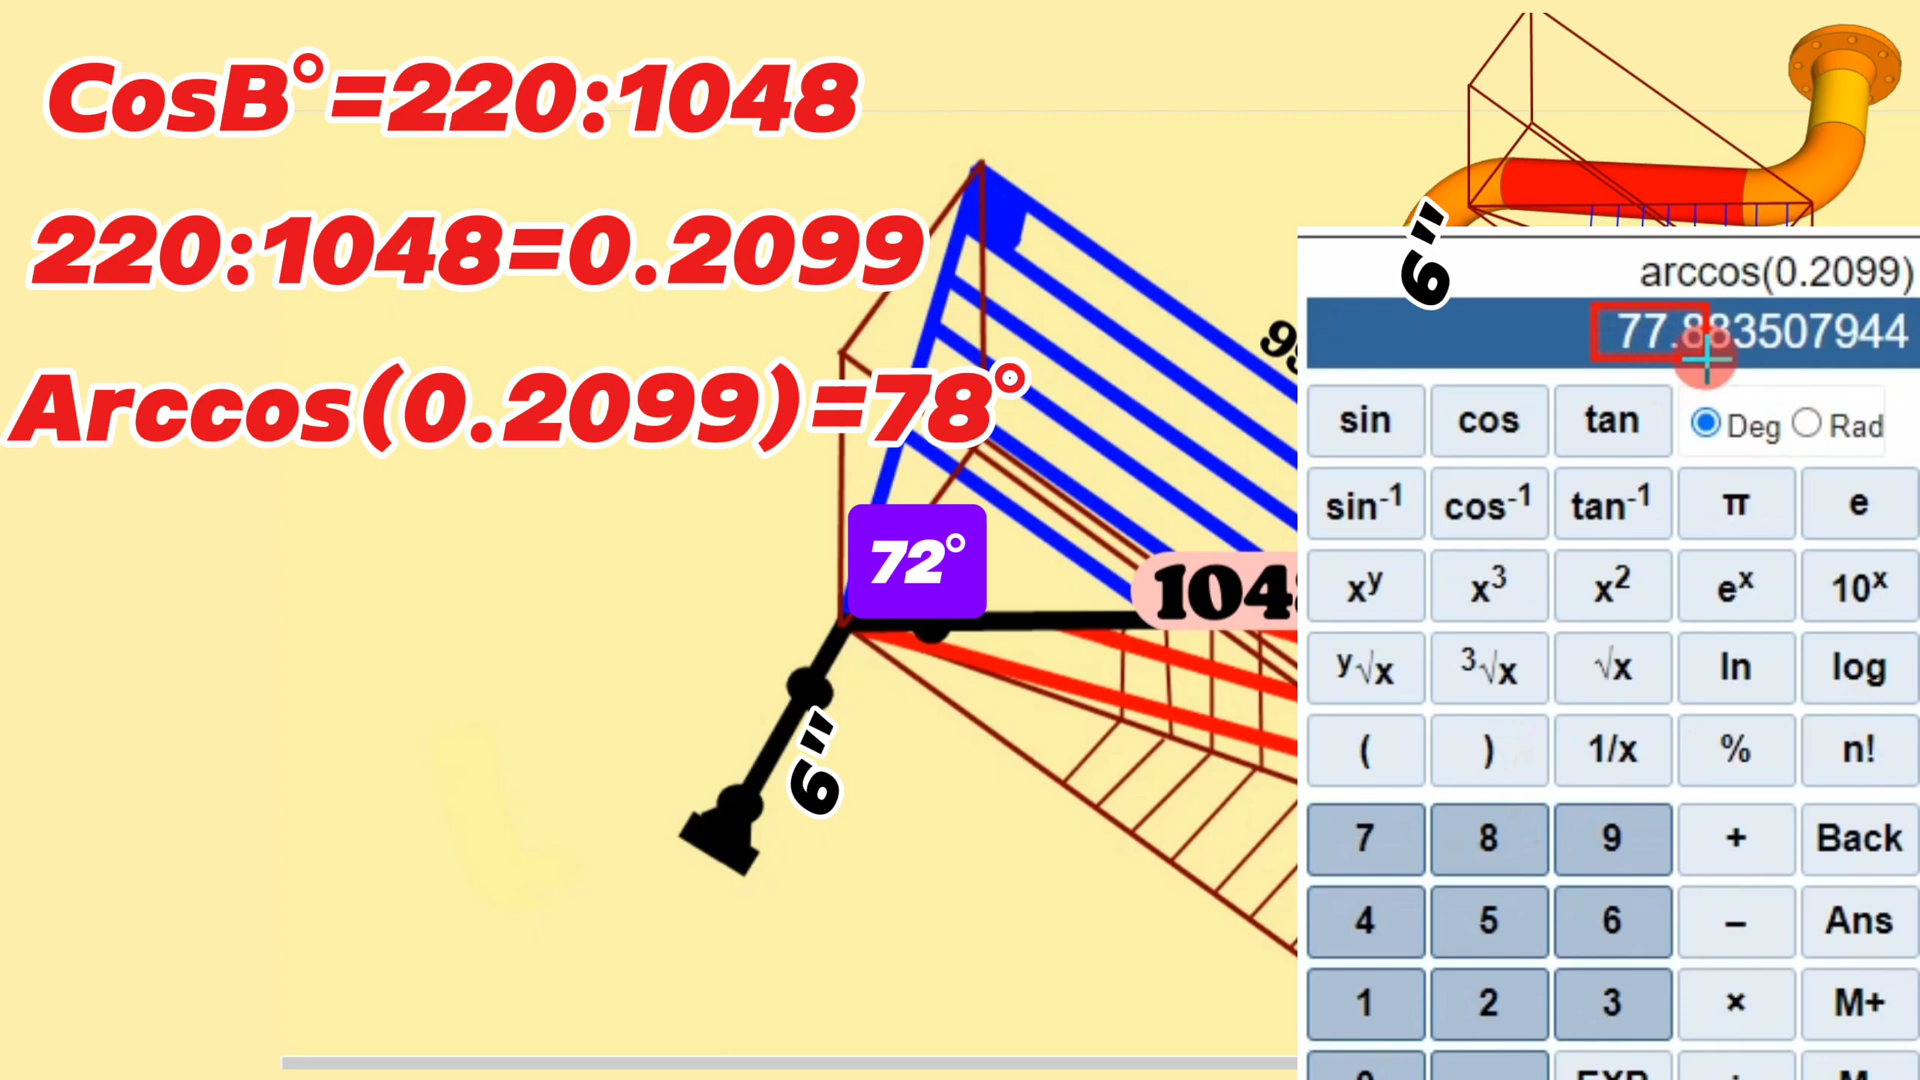 CosB°=220:1048
220:1048=0.2099
Arccos(0.2099)=78°
6"
arccos(0.2099)
77.883507944
72°
104
6"
sin cos tan Deg Rad
sin-1 cos-1 tan-1 π e
xy x3 x2 ex 10x
y√x 3√x √x ln log
( ) 1/x % n!
7 8 9 + Back
4 5 6 – Ans
1 2 3 × M+